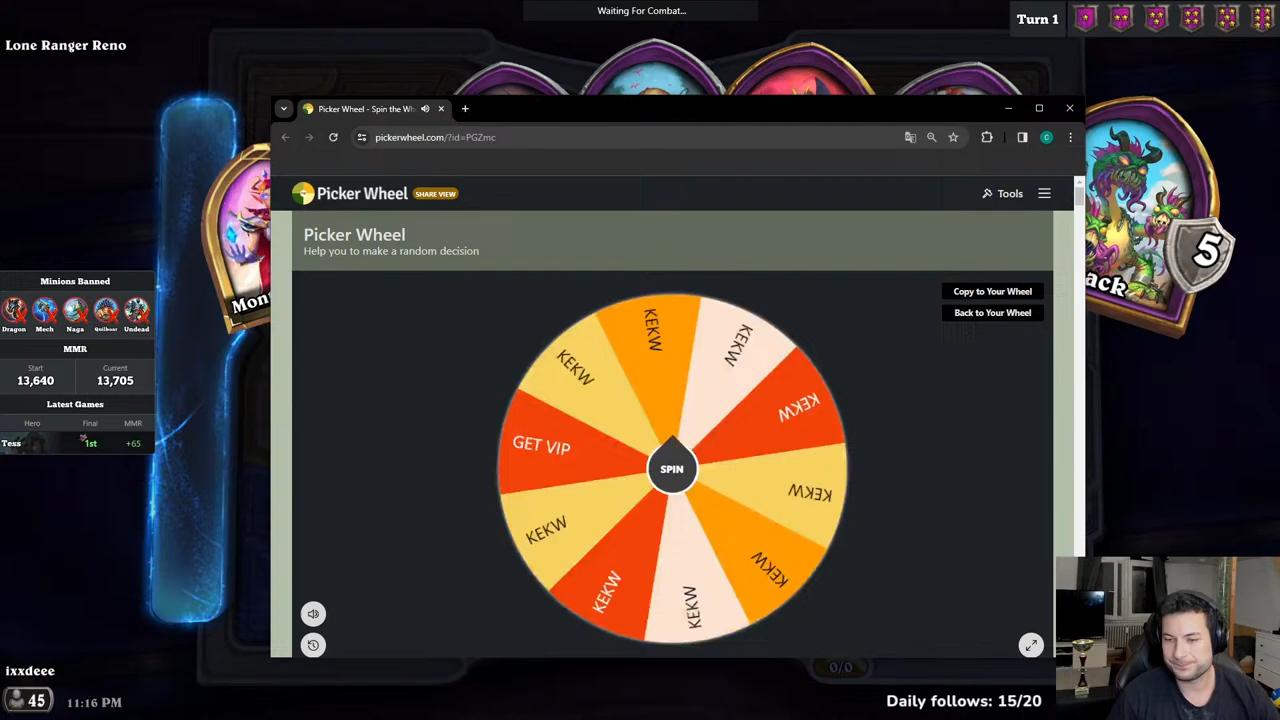 Waiting For Combat...
Turn 1
Lone Ranger Reno
Picker Wheel - Spin the Wh
pickerwheel.com/?id=PGZmc
C
Picker Wheel
SHARE VIEW
Tools
Picker Wheel
Help you to make a random decision
Copy to Your Wheel
Back to Your Wheel
5
ack
Mon
KEKW
KEKW
KEKW
KEKW
KEKW
KEKW
KEKW
KEKW
KEKW
GET VIP
SPIN
Minions Banned
Dragon Mech Naga Quilboar Undead
MMR
Start Current
13,640 13,705
Latest Games
Hero Final MMR
Tess 1st +65
0/0
ixxdeee
45
11:16 PM
Daily follows: 15/20